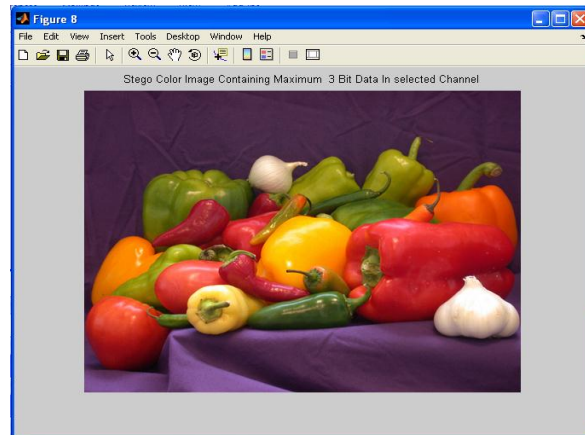 Figure 8
File Edit View Insert Tools Desktop Window Help
Stego Color Image Containing Maximum 3 Bit Data In selected Channel